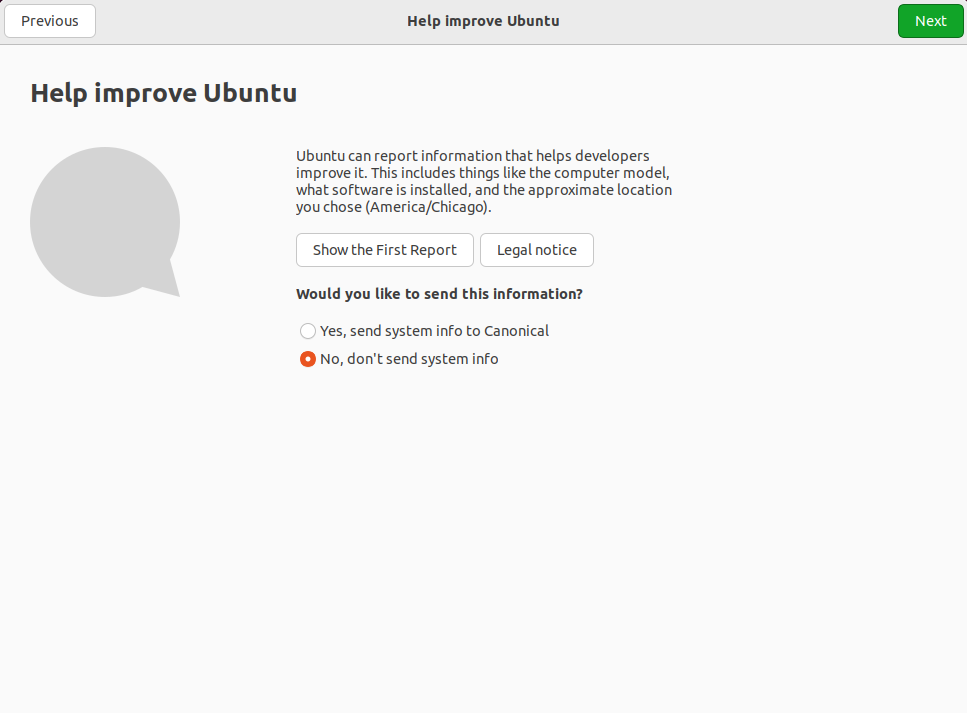 Previous
Help improve Ubuntu
Next
Help improve Ubuntu
Ubuntu can report information that helps developers
improve it. This includes things like the computer model,
what software is installed, and the approximate location
you chose (America/Chicago).
Show the First Report
Legal notice
Would you like to send this information?
Yes, send system info to Canonical
No, don't send system info